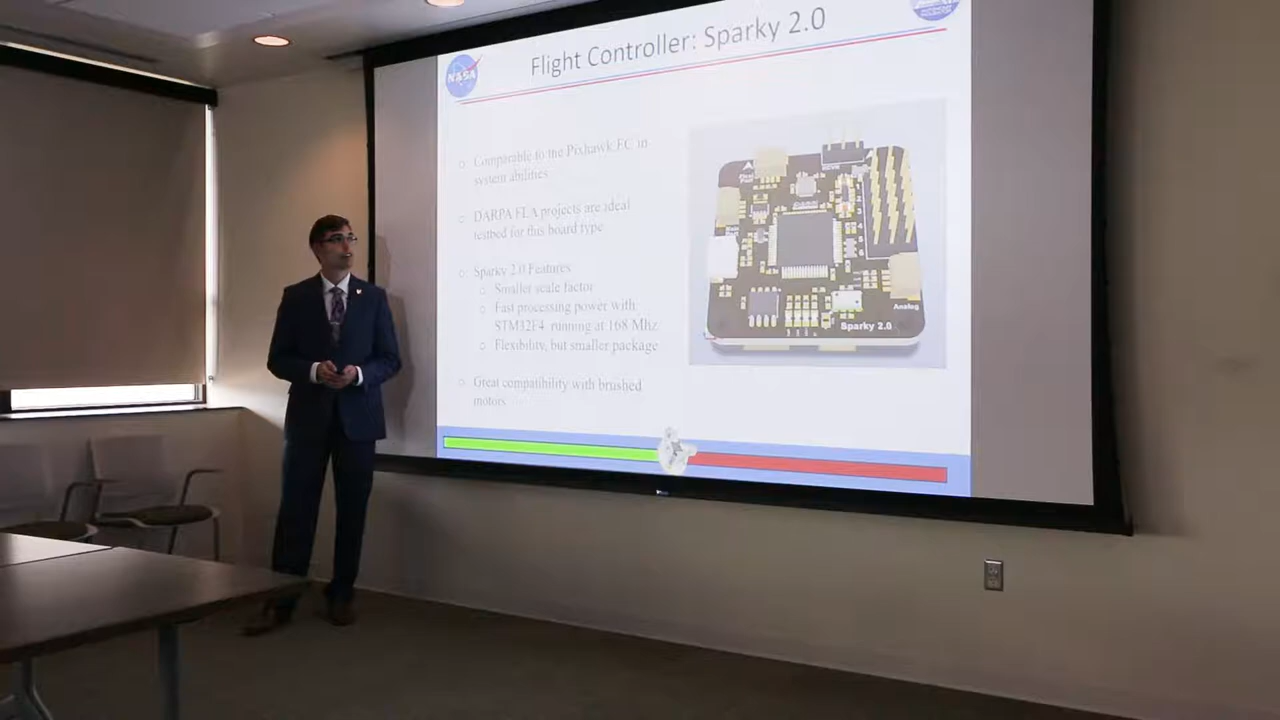 Flight Controller: Sparky 2.0
NASA
Comparable to the Pixhawk FC in
system abilities
DARPA FLA projects are ideal
testbed for this board type
Sparky 2.0 Features
Smaller scale factor
Fast processing power with
STM32F4 running at 168 Mhz
Flexibility, but smaller package
Great compatibility with brushed
motors
Analog
Sparky 2.0